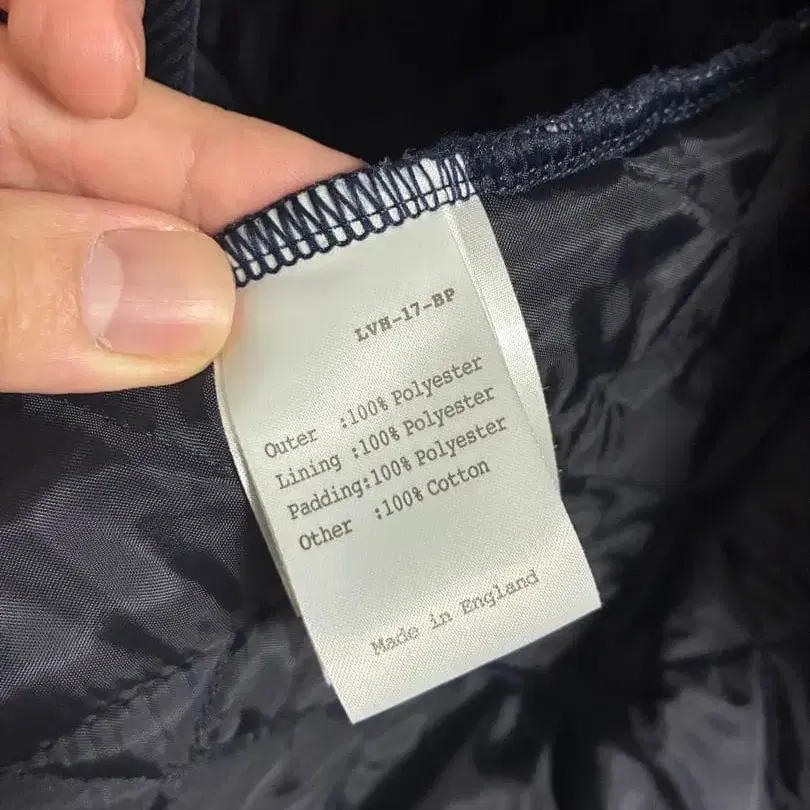 LVH-17-BP
Outer :100% Polyester
Lining :100% Polyester
Padding:100% Polyester
Other :100% Cotton
Made in England